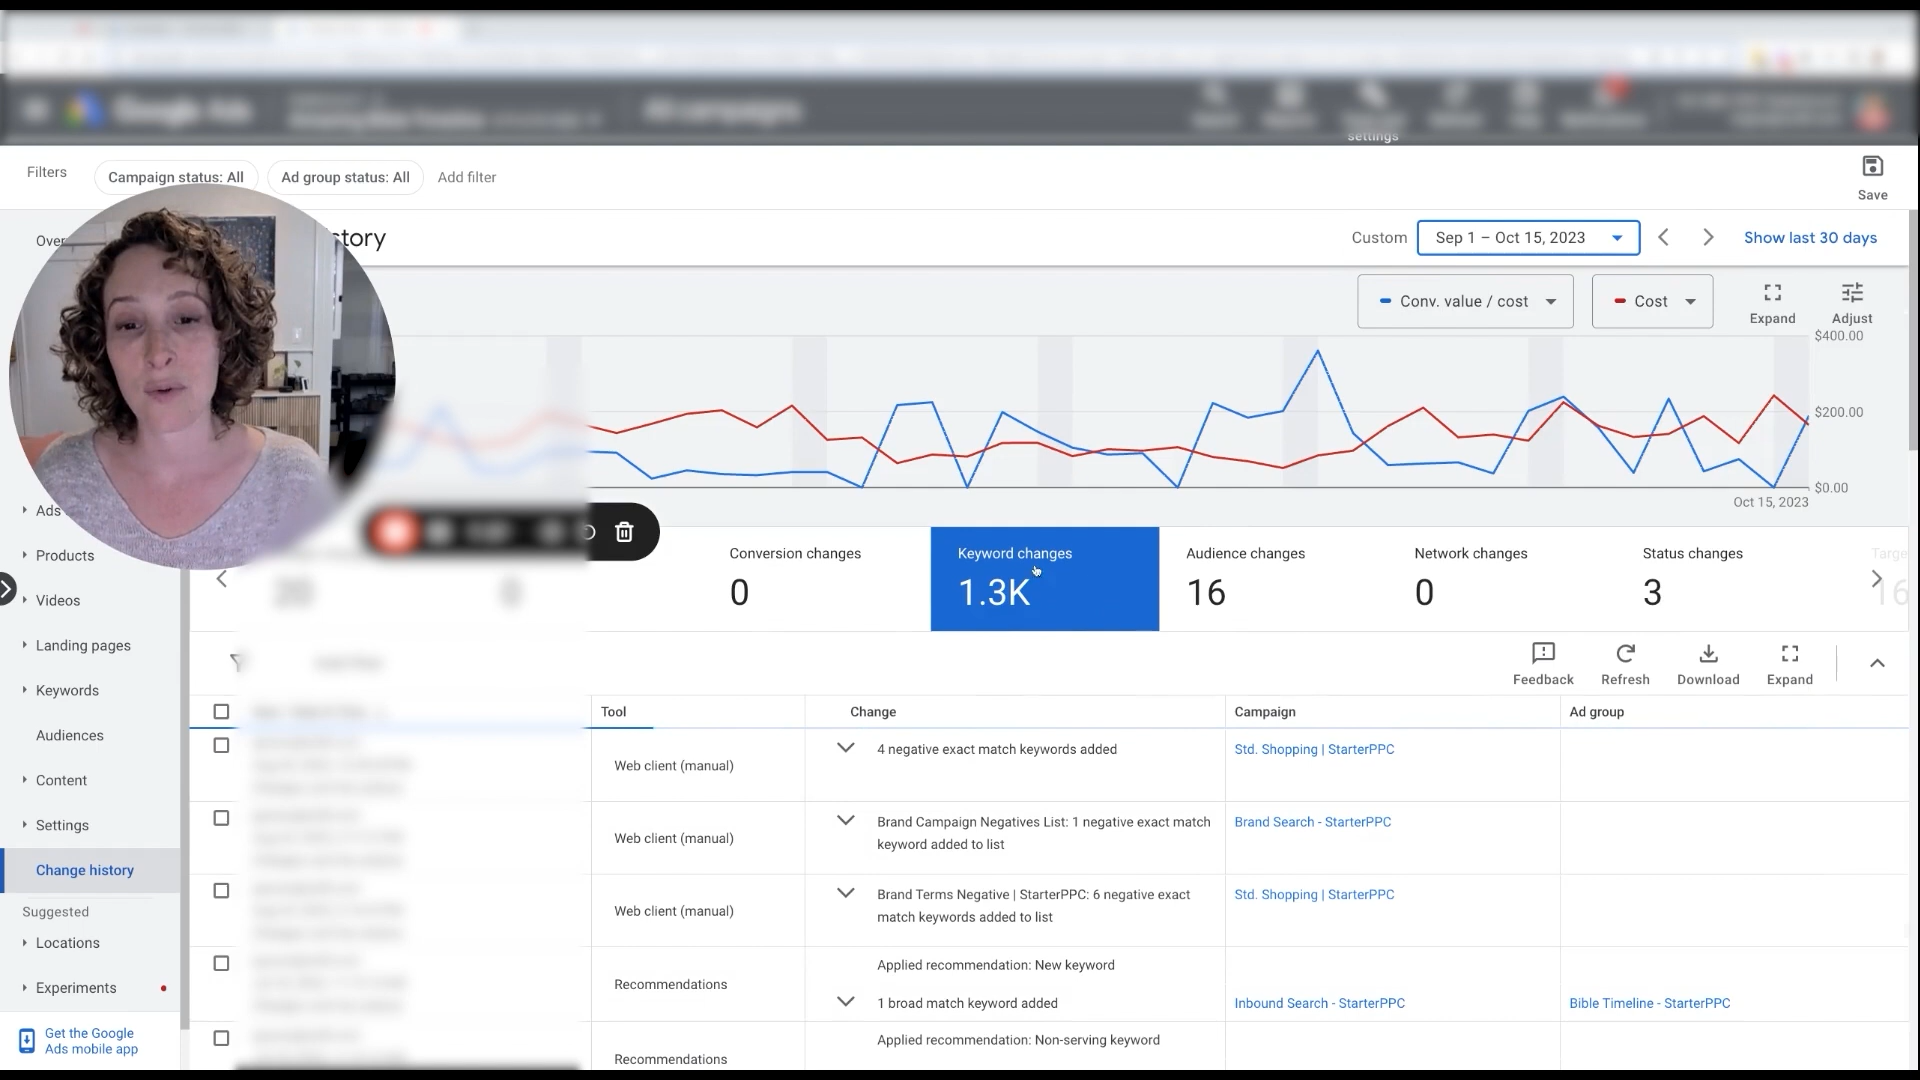 settings
Filters
Campaign status: All
Ad group status: All
Add filter
Save
Over
story
Custom
Sep 1 – Oct 15, 2023
Show last 30 days
Conv. value / cost
Cost
Expand
Adjust
$400.00
$200.00
$0.00
Oct 15, 2023
Ads
Products
Videos
Landing pages
Keywords
Audiences
Content
Settings
Change history
Suggested
Locations
Experiments
Get the Google
Ads mobile app
Conversion changes
0
Keyword changes
1.3K
Audience changes
16
Network changes
0
Status changes
3
Targe
16
Feedback
Refresh
Download
Expand
Tool
Change
Campaign
Ad group
Web client (manual)
4 negative exact match keywords added
Std. Shopping | StarterPPC
Web client (manual)
Brand Campaign Negatives List: 1 negative exact match
keyword added to list
Brand Search - StarterPPC
Web client (manual)
Brand Terms Negative | StarterPPC: 6 negative exact
match keywords added to list
Std. Shopping | StarterPPC
Recommendations
Applied recommendation: New keyword
1 broad match keyword added
Inbound Search - StarterPPC
Bible Timeline - StarterPPC
Recommendations
Applied recommendation: Non-serving keyword